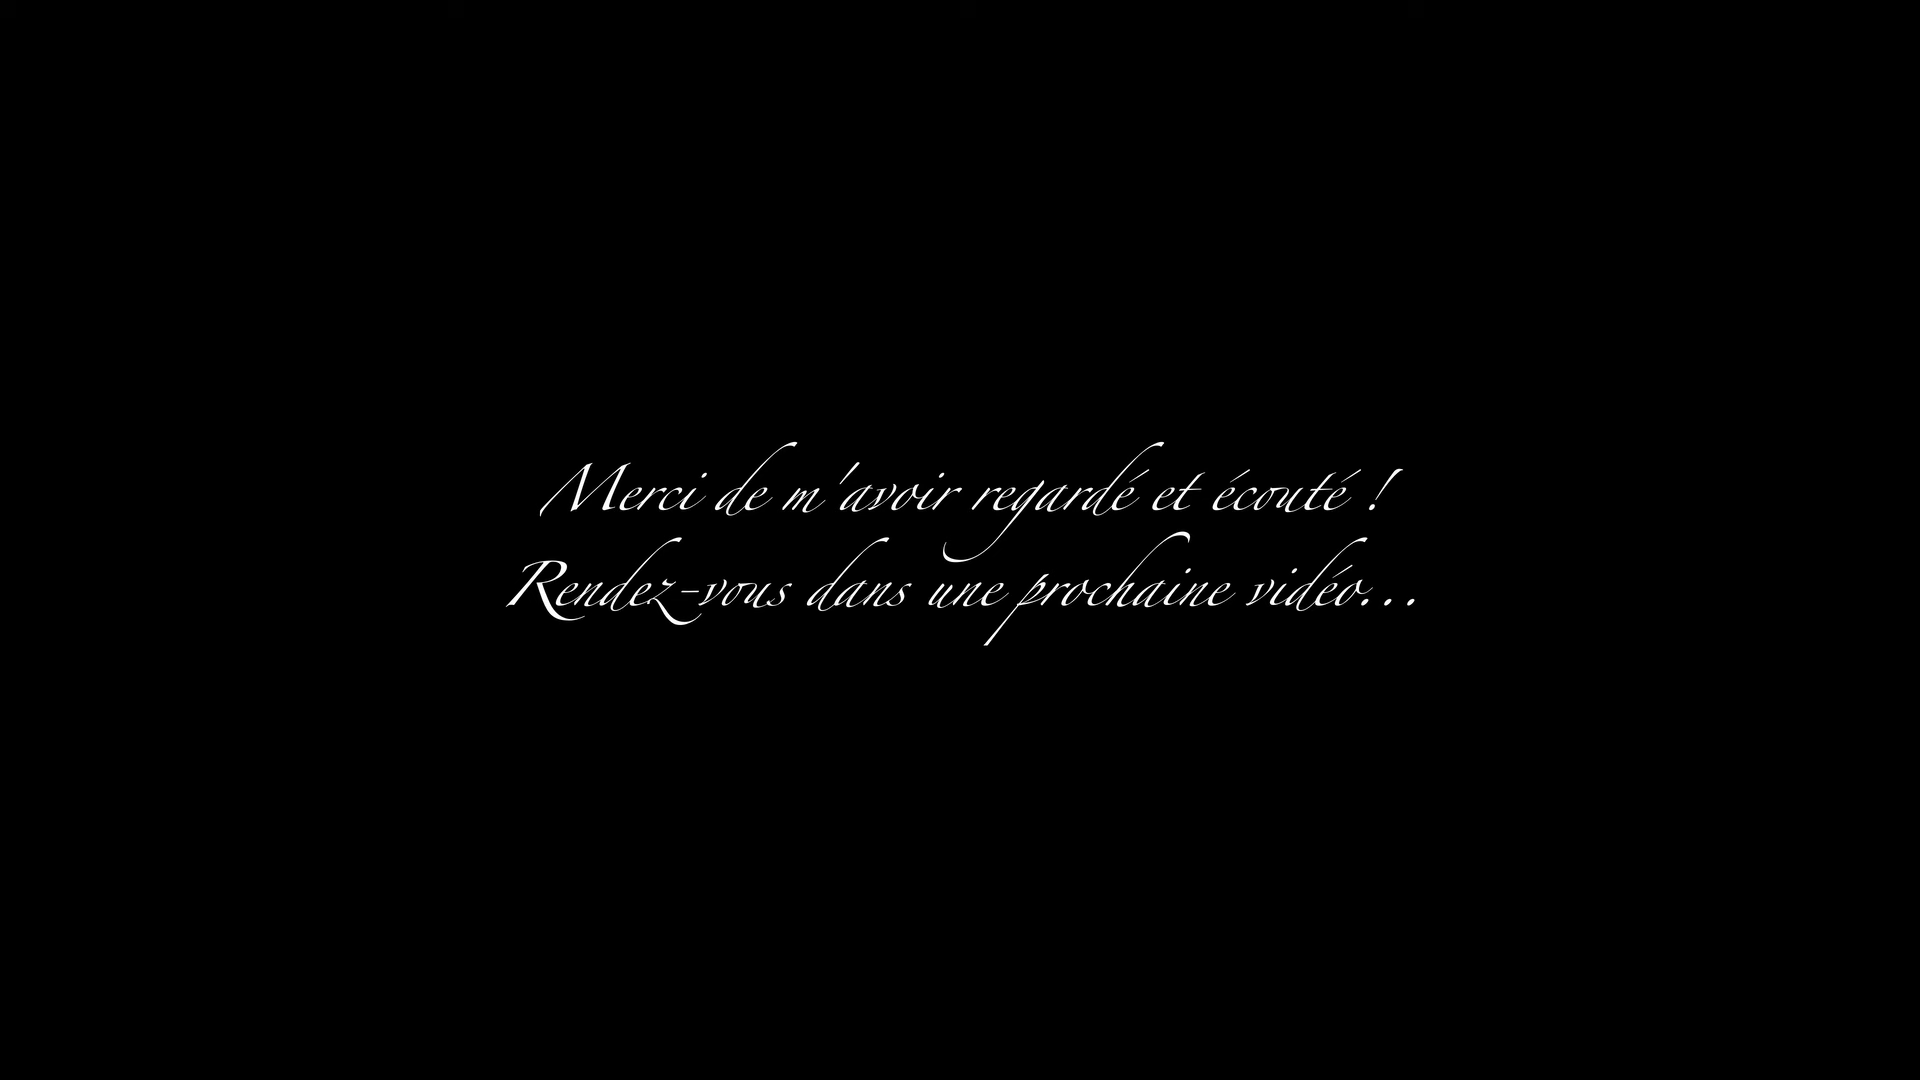 Merci de m'avoir regardé et écouté !
Rendez-vous dans une prochaine vidéo...